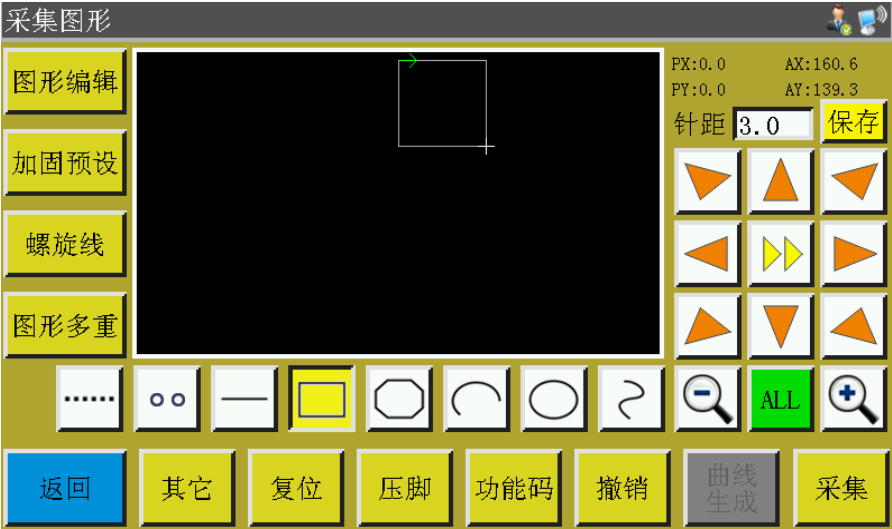 采集图形
图形编辑
加固预设
螺旋线
图形多重
PX:0.0 AX:160.6
PY:0.0 AY:139.3
针距 3.0 保存
ALL
返回 其它 复位 压脚 功能码 撤销 曲线 采集
生成